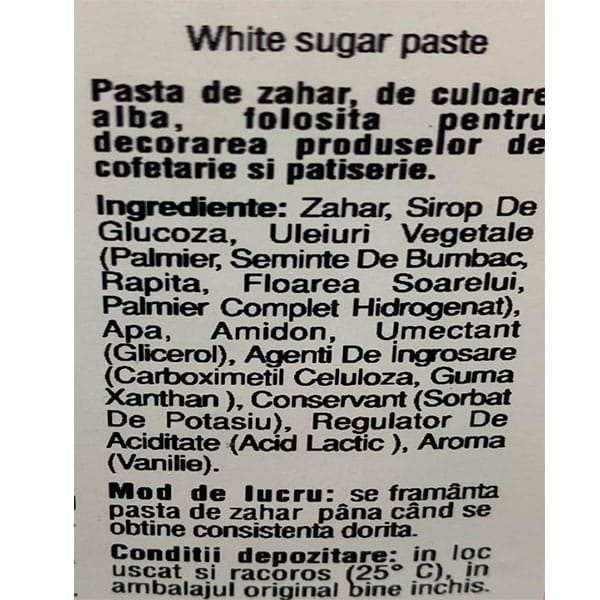 White sugar paste
Pasta de zahar, de culoare
alba, folosita pentru
decorarea produselor de
cofetarie si patiserie.
Ingrediente: Zahar, Sirop De
Glucoza, Uleiuri Vegetale
(Palmier, Seminte De Bumbac,
Rapita, Floarea Soarelui,
Palmier Complet Hidrogenat),
Apa, Amidon, Umectant
(Glicerol), Agenti De Ingrosare
(Carboximetil Celuloza, Guma
Xanthan ), Conservant (Sorbat
De Potasiu), Regulator De
Aciditate (Acid Lactic ), Aroma
(Vanilie).
Mod de lucru: se framânta
pasta de zahar pâna când se
obtine consistenta dorita.
Conditii depozitare: in loc
uscat si racoros (25° C), in
ambalajul original bine inchis.